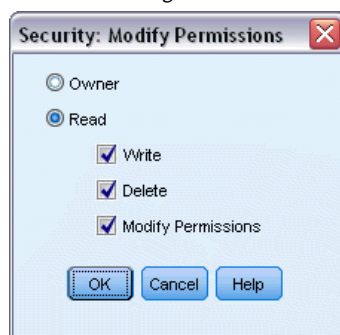 Security: Modify Permissions
Owner
Read
Write
Delete
Modify Permissions
OK Cancel Help